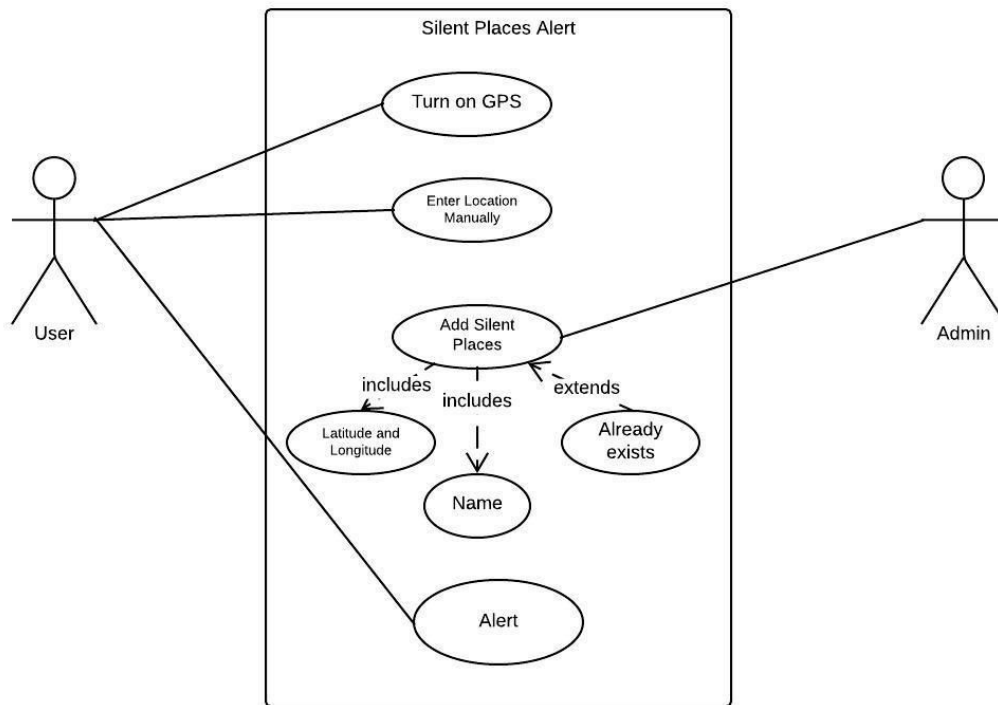 Silent Places Alert
Turn on GPS
Enter Location
Manually
User
Add Silent
Places
Admin
includes
includes
extends
Latitude and
Longitude
Already
exists
Name
Alert